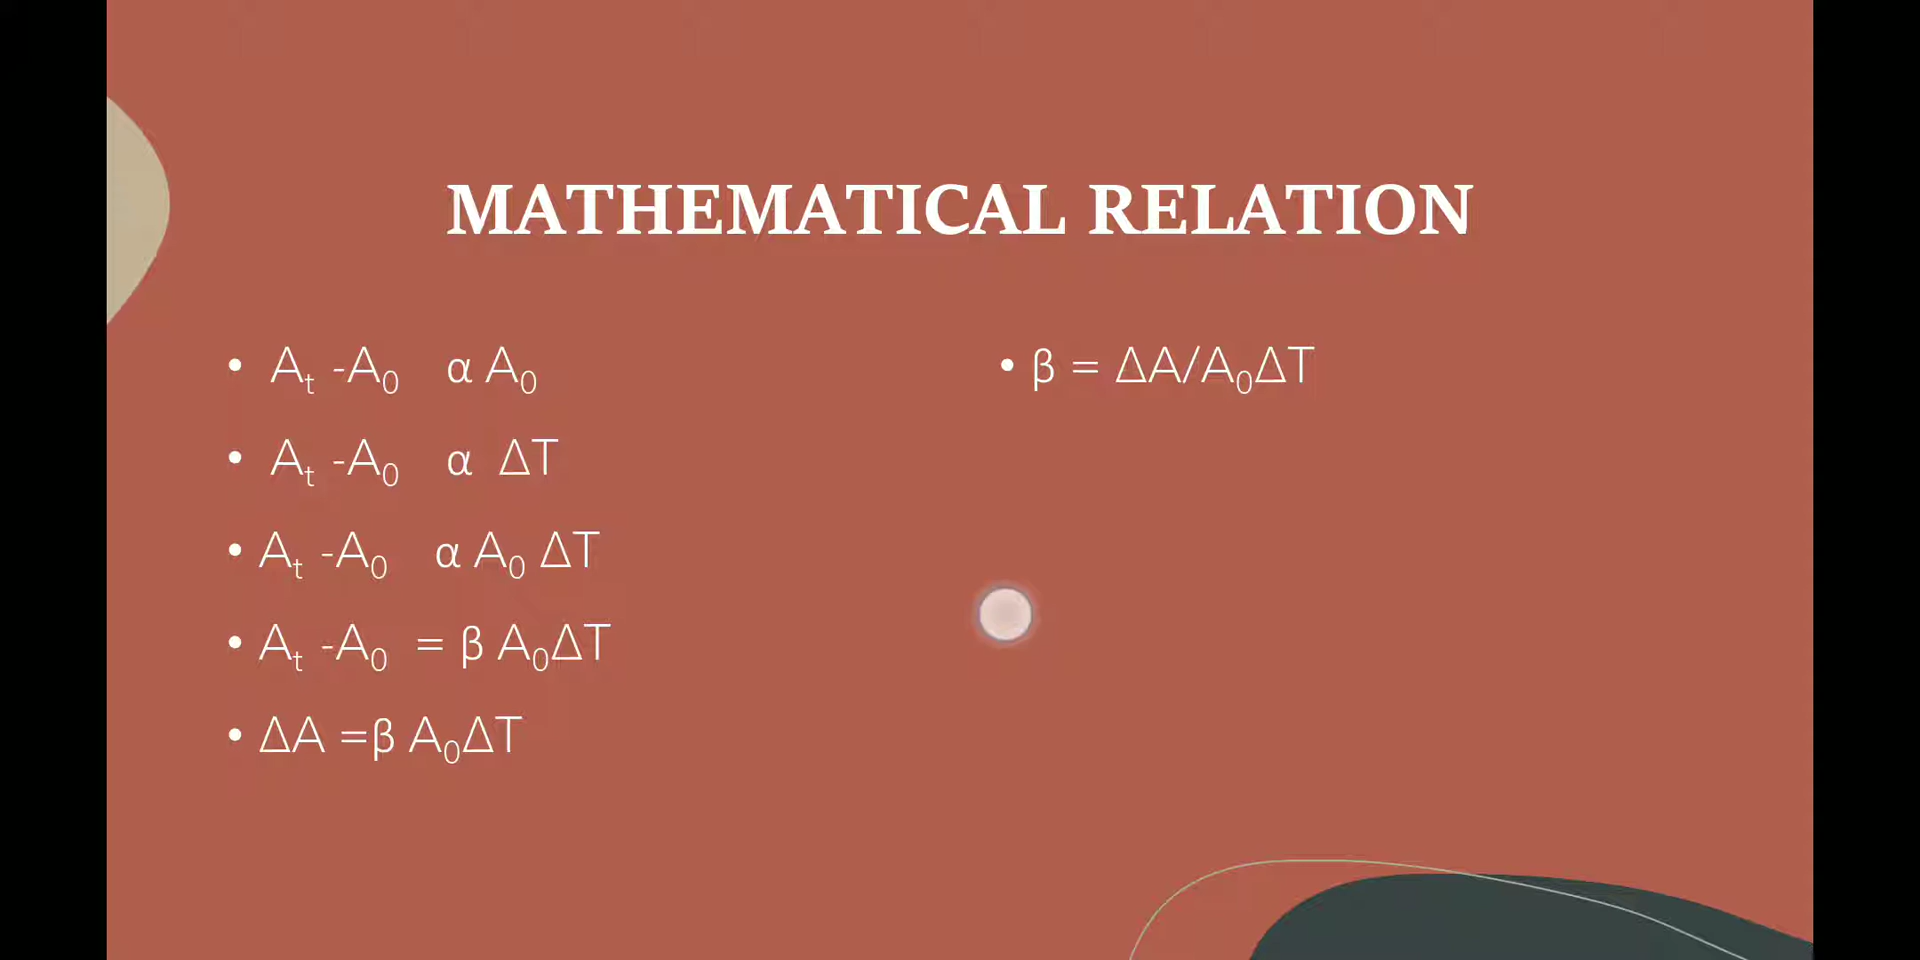 MATHEMATICAL RELATION
• Aₜ -A₀ α A₀
• Aₜ -A₀ α ΔT
• Aₜ -A₀ α A₀ ΔT
• Aₜ -A₀ = β A₀ΔT
• ΔA =β A₀ΔT
• β = ΔA/A₀ΔT